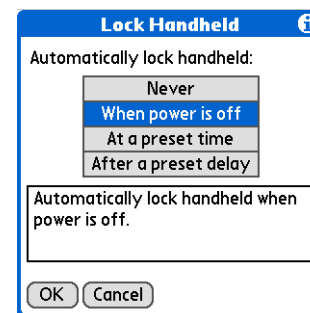 Lock Handheld i
Automatically lock handheld:
Never
When power is off
At a preset time
After a preset delay
Automatically lock handheld when
power is off.
OK Cancel